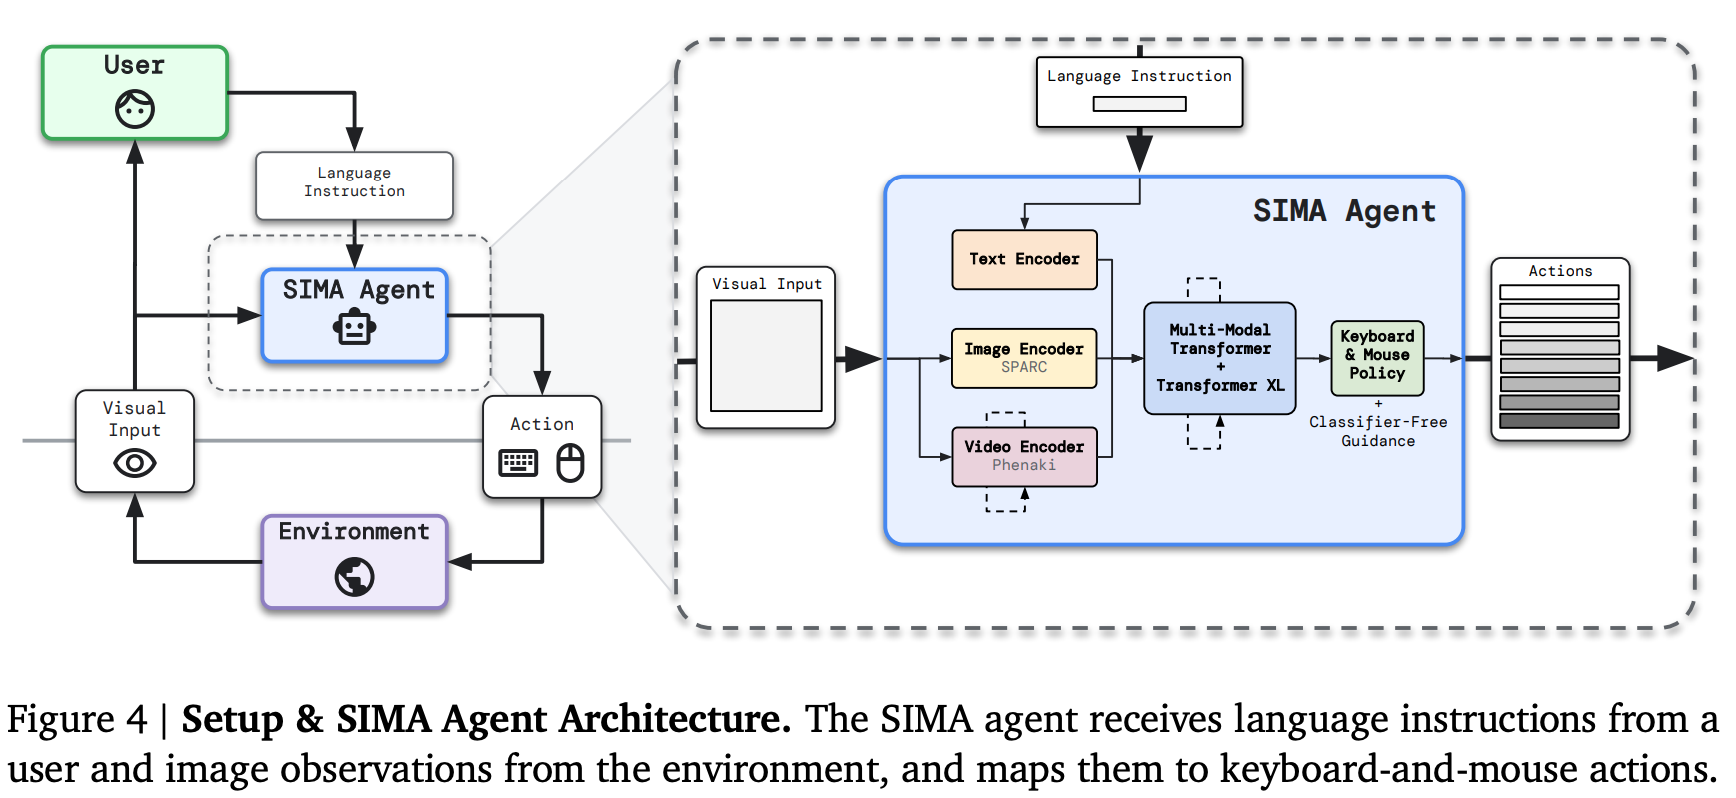 User
Language
Instruction
SIMA Agent
Visual
Input
Action
Environment
Language Instruction
SIMA Agent
Visual Input
Text Encoder
Image Encoder
SPARC
Video Encoder
Phenaki
Multi-Modal
Transformer
+
Transformer XL
Keyboard
& Mouse
Policy
+
Classifier-Free
Guidance
Actions
Figure 4 | Setup & SIMA Agent Architecture. The SIMA agent receives language instructions from a
user and image observations from the environment, and maps them to keyboard-and-mouse actions.